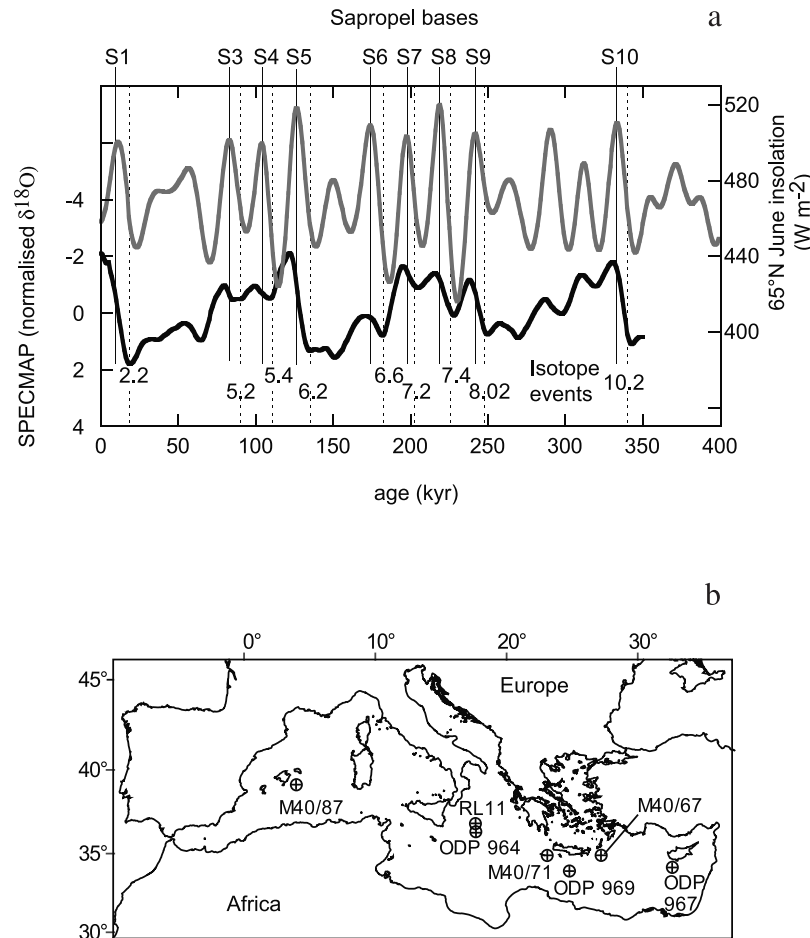 Sapropel bases
a
S1 S3 S4 S5 S6 S7 S8 S9 S10
SPECMAP (normalised δ18O)
-4
-2
0
2
4
520
480
440
400
65°N June insolation
(W m-2)
2.2
5.2
5.4
6.2
6.6
7.2
7.4
8.02
Isotope
events
10.2
0 50 100 150 200 250 300 350 400
age (kyr)
b
0° 10° 20° 30°
45°
40°
35°
30°
Europe
M40/87
RL11
M40/67
ODP 964
M40/71
ODP 969
ODP
967
Africa